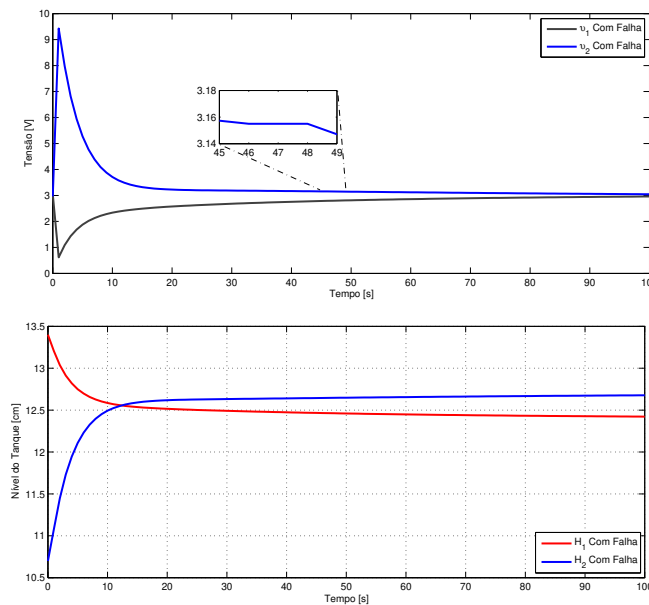 10
9
8
7
6
5
4
3
2
1
0
Tensão [V]
υ1 Com Falha
υ2 Com Falha
3.18
3.16
3.14
45 46 47 48 49
0 10 20 30 40 50 60 70 80 90 100
Tempo [s]
13.5
13
12.5
12
11.5
11
10.5
Nível do Tanque [cm]
H1 Com Falha
H2 Com Falha
0 10 20 30 40 50 60 70 80 90 100
Tempo [s]